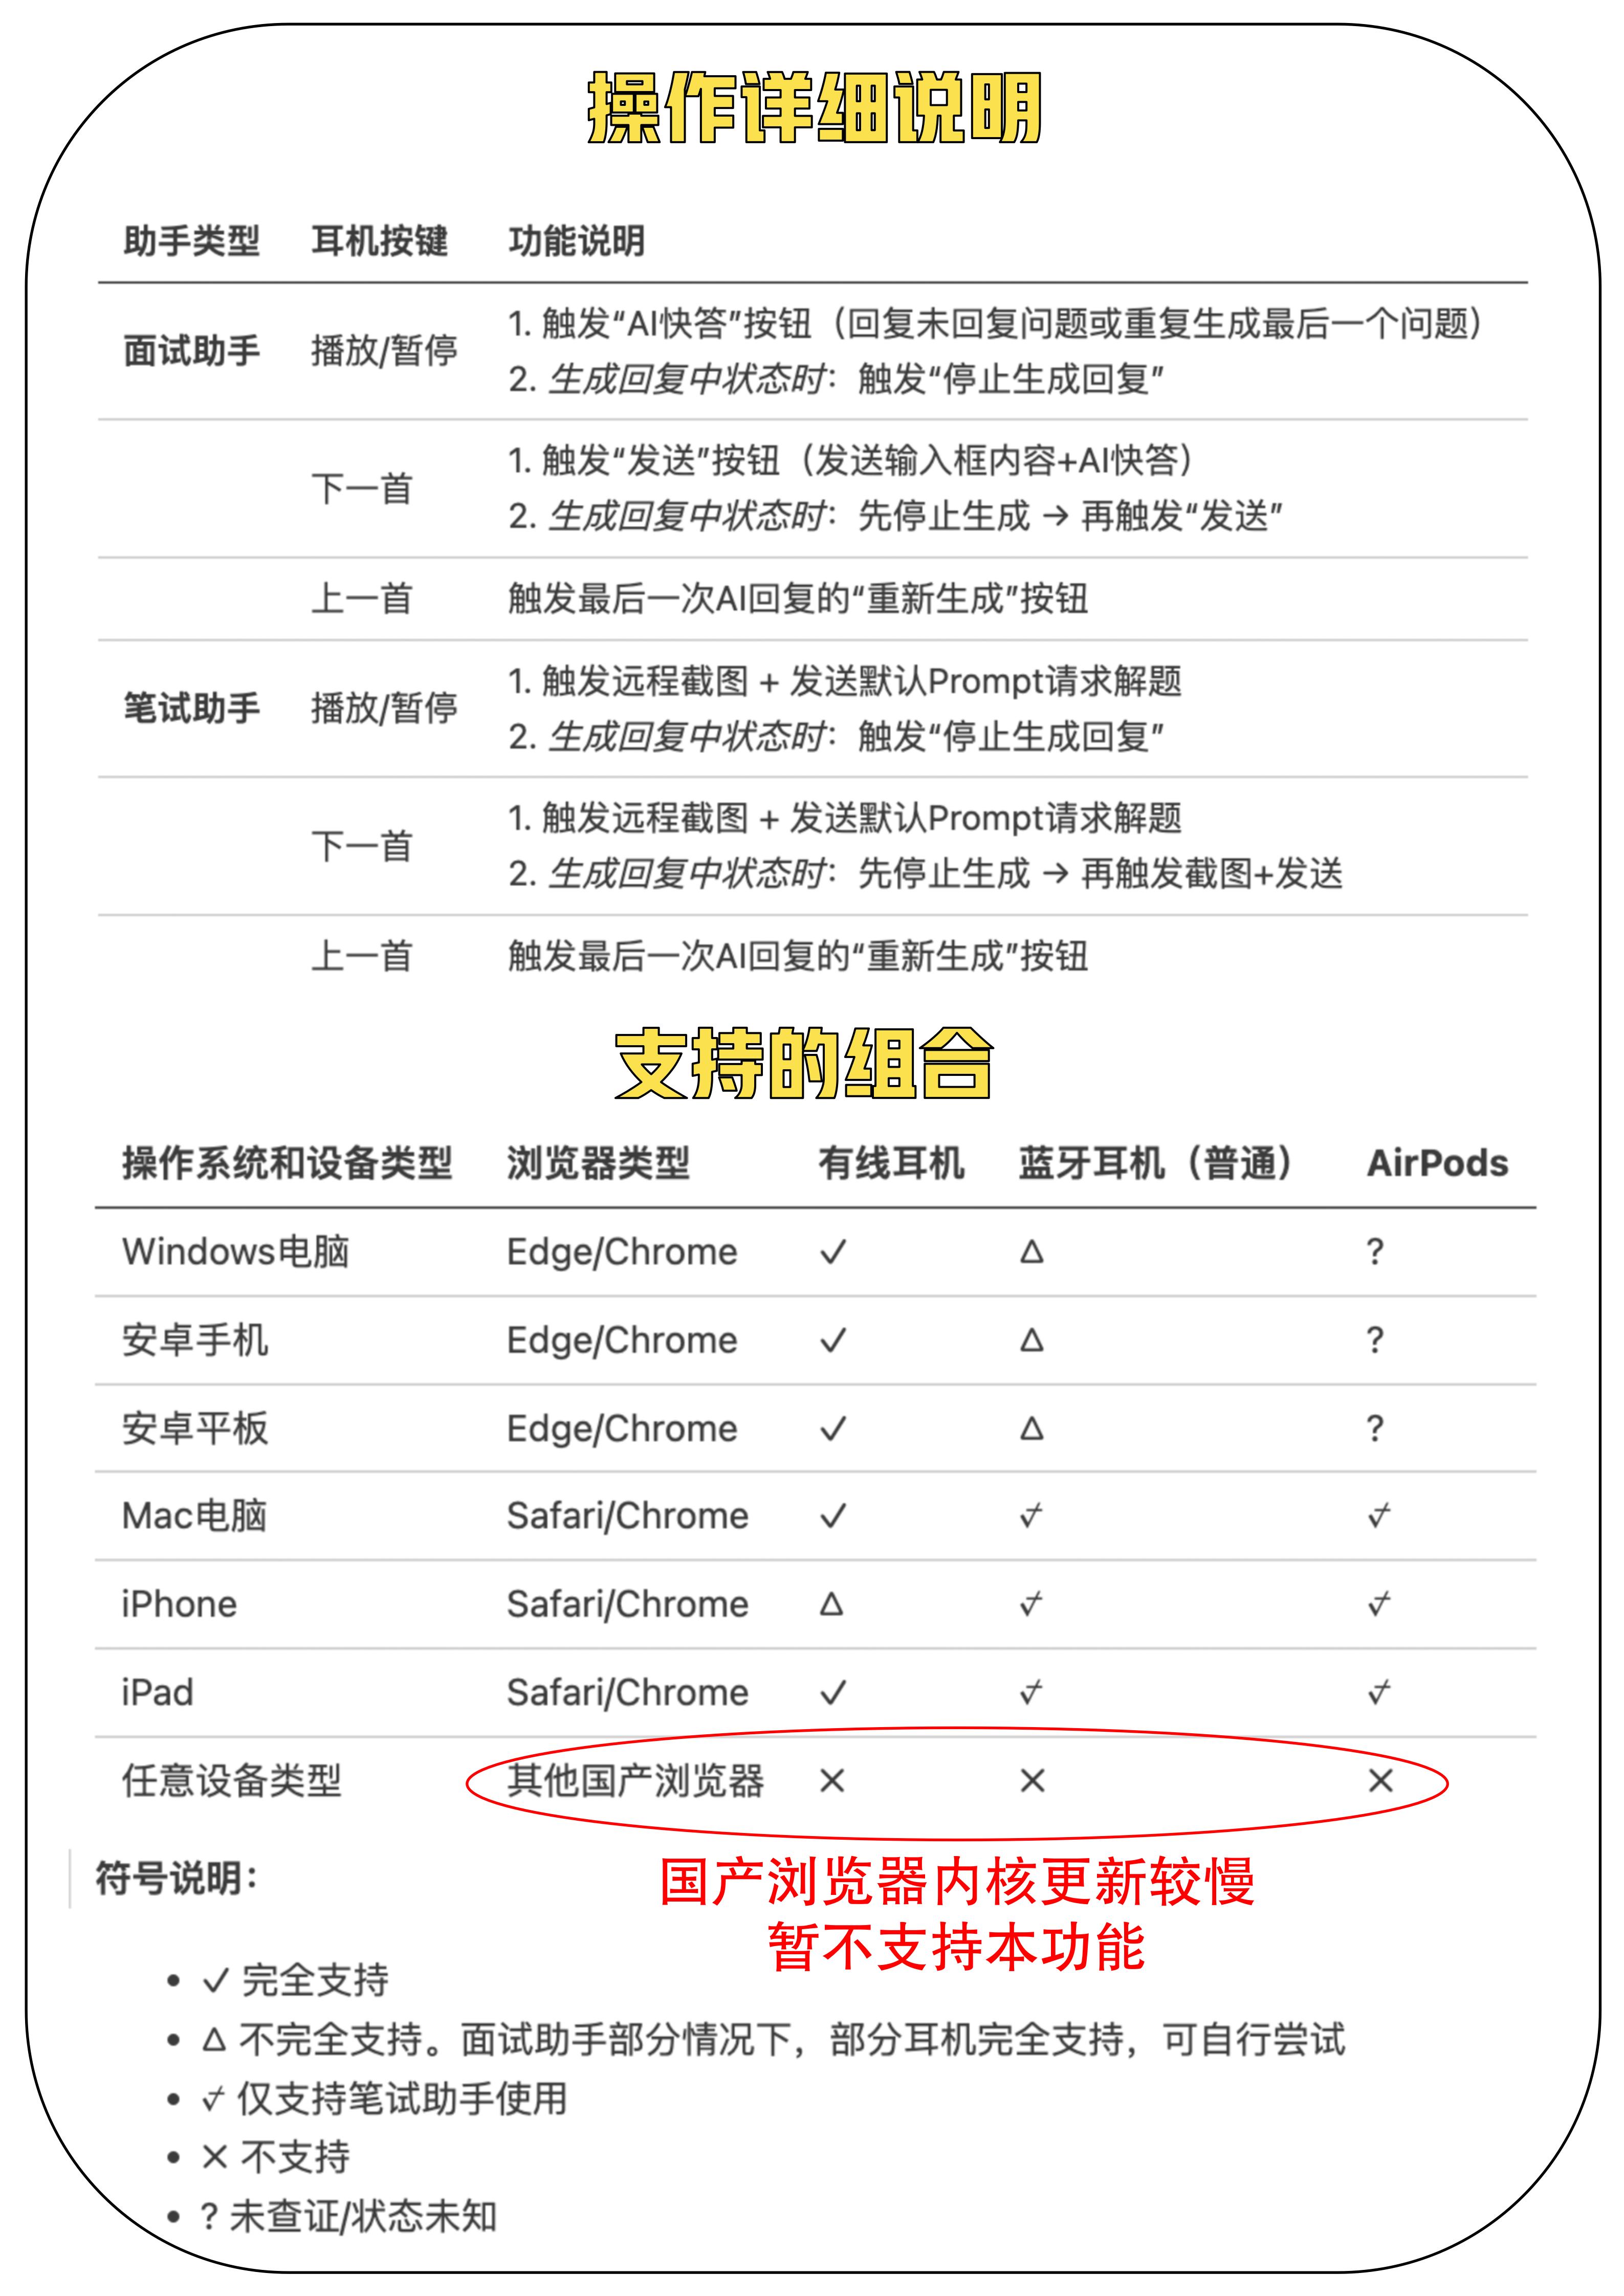 操作详细说明
助手类型 耳机按键 功能说明
面试助手 播放/暂停 1. 触发“AI快答”按钮（回复未回复问题或重复生成最后一个问题）
2. 生成回复中状态时：触发“停止生成回复”
下一首 1. 触发“发送”按钮（发送输入框内容+AI快答）
2. 生成回复中状态时：先停止生成 → 再触发“发送”
上一首 触发最后一次AI回复的“重新生成”按钮
笔试助手 播放/暂停 1. 触发远程截图 + 发送默认Prompt请求解题
2. 生成回复中状态时：触发“停止生成回复”
下一首 1. 触发远程截图 + 发送默认Prompt请求解题
2. 生成回复中状态时：先停止生成 → 再触发截图+发送
上一首 触发最后一次AI回复的“重新生成”按钮
支持的组合
操作系统和设备类型 浏览器类型 有线耳机 蓝牙耳机（普通） AirPods
Windows电脑 Edge/Chrome ✓ △ ?
安卓手机 Edge/Chrome ✓ △ ?
安卓平板 Edge/Chrome ✓ △ ?
Mac电脑 Safari/Chrome ✓ ⍻ ⍻
iPhone Safari/Chrome △ ⍻ ⍻
iPad Safari/Chrome ✓ ⍻ ⍻
任意设备类型 其他国产浏览器 × × ×
国产浏览器内核更新较慢
暂不支持本功能
符号说明：
• ✓ 完全支持
• △ 不完全支持。面试助手部分情况下，部分耳机完全支持，可自行尝试
• ⍻ 仅支持笔试助手使用
• × 不支持
• ? 未查证/状态未知